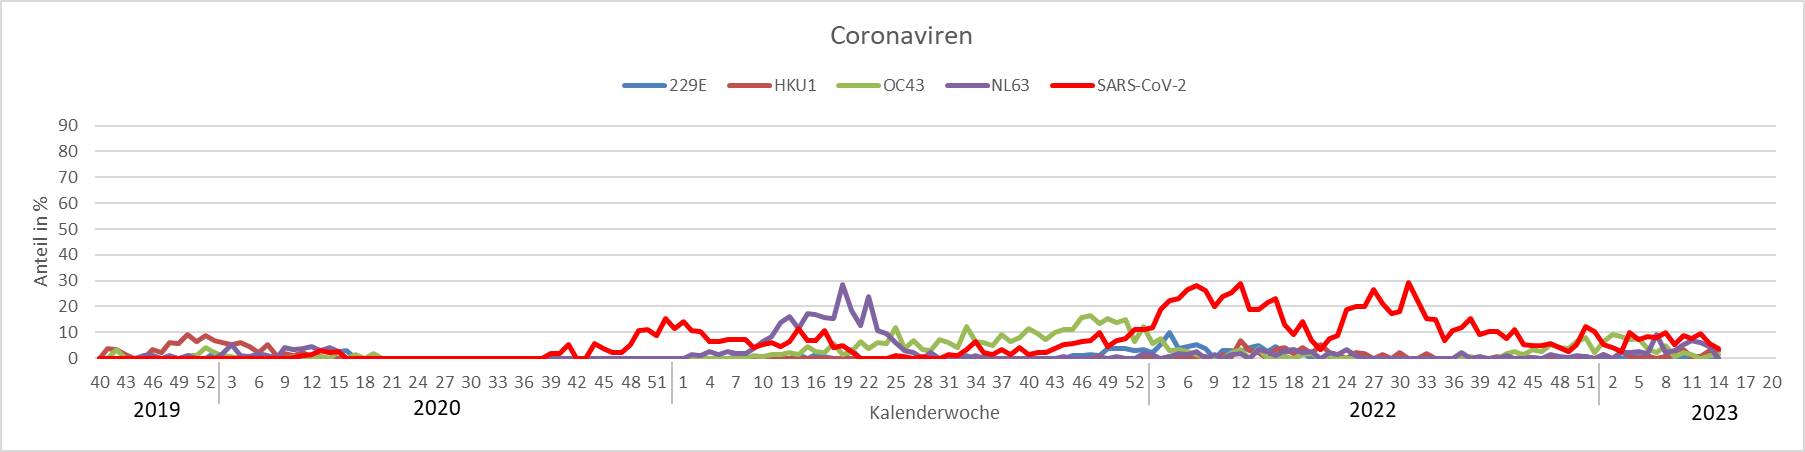 Coronaviren
229E HKU1 OC43 NL63 SARS-CoV-2
Anteil in %
90
80
70
60
50
40
30
20
10
0
40 43 46 49 52 3 6 9 12 15 18 21 24 27 30 33 36 39 42 45 48 51 1 4 7 10 13 16 19 22 25 28 31 34 37 40 43 46 49 52 3 6 9 12 15 18 21 24 27 30 33 36 39 42 45 48 51 2 5 8 11 14 17 20
2019 2020 Kalenderwoche 2022 2023